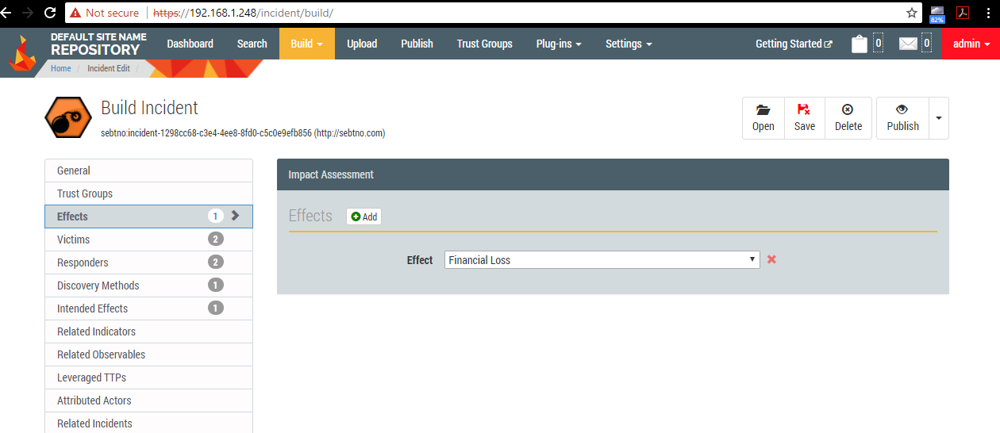 Not secure https://192.168.1.248/incident/build/
82%
DEFAULT SITE NAME
REPOSITORY
Dashboard Search Build Upload Publish Trust Groups Plug-ins Settings Getting Started 0 0 admin
Home / Incident Edit /
Build Incident
sebtno:incident-1298cc68-c3e4-4ee8-8fd0-c5c0e9efb856 (http://sebtno.com)
Open Save Delete Publish
General
Trust Groups
Effects 1
Victims 2
Responders 2
Discovery Methods 1
Intended Effects 1
Related Indicators
Related Observables
Leveraged TTPs
Attributed Actors
Related Incidents
Impact Assessment
Effects Add
Effect Financial Loss